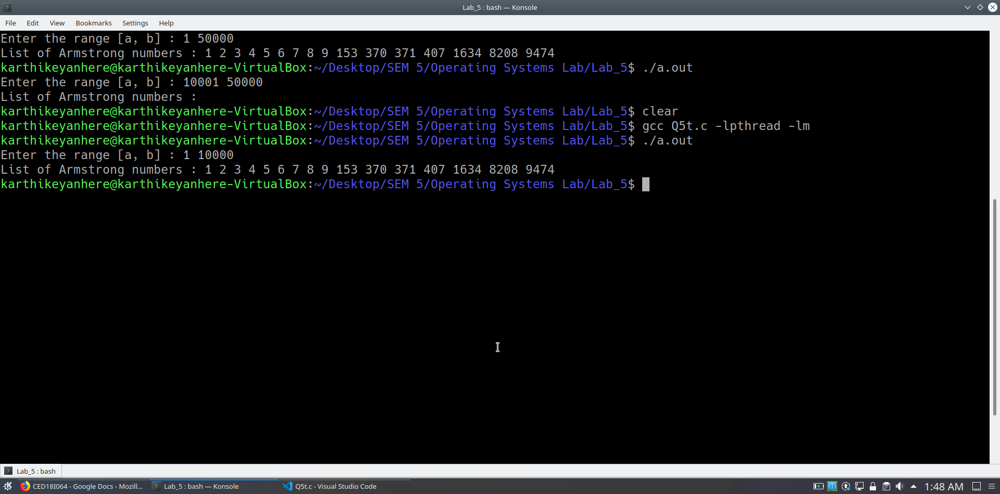 Lab_5 : bash — Konsole
File Edit View Bookmarks Settings Help
Enter the range [a, b] : 1 50000
List of Armstrong numbers : 1 2 3 4 5 6 7 8 9 153 370 371 407 1634 8208 9474
karthikeyanhere@karthikeyanhere-VirtualBox:~/Desktop/SEM 5/Operating Systems Lab/Lab_5$ ./a.out
Enter the range [a, b] : 10001 50000
List of Armstrong numbers :
karthikeyanhere@karthikeyanhere-VirtualBox:~/Desktop/SEM 5/Operating Systems Lab/Lab_5$ clear
karthikeyanhere@karthikeyanhere-VirtualBox:~/Desktop/SEM 5/Operating Systems Lab/Lab_5$ gcc Q5t.c -lpthread -lm
karthikeyanhere@karthikeyanhere-VirtualBox:~/Desktop/SEM 5/Operating Systems Lab/Lab_5$ ./a.out
Enter the range [a, b] : 1 10000
List of Armstrong numbers : 1 2 3 4 5 6 7 8 9 153 370 371 407 1634 8208 9474
karthikeyanhere@karthikeyanhere-VirtualBox:~/Desktop/SEM 5/Operating Systems Lab/Lab_5$
Lab_5 : bash
CED18I064 - Google Docs - Mozill... Lab_5 : bash — Konsole Q5t.c - Visual Studio Code 1:48 AM